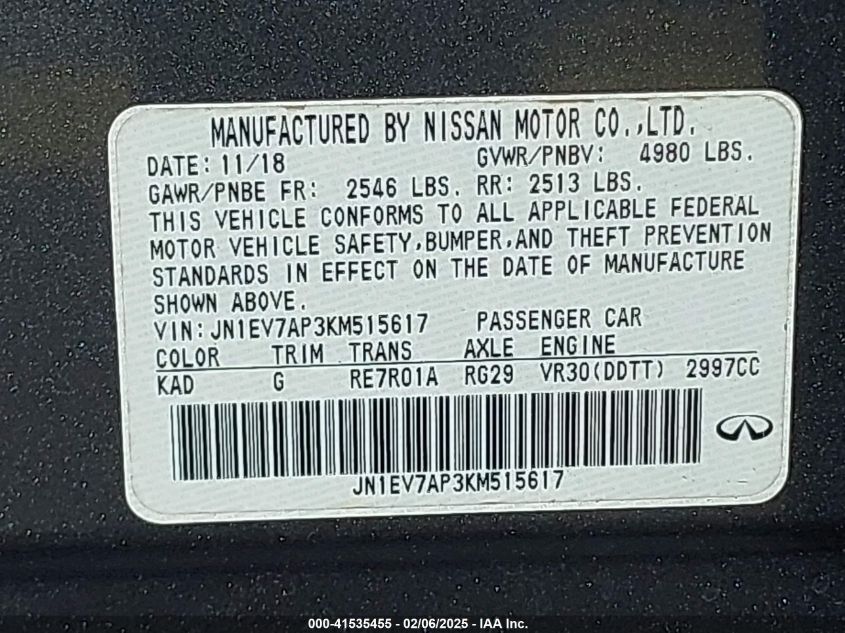 MANUFACTURED BY NISSAN MOTOR CO.,LTD.
DATE: 11/18 GVWR/PNBV: 4980 LBS.
GAWR/PNBE FR: 2546 LBS. RR: 2513 LBS.
THIS VEHICLE CONFORMS TO ALL APPLICABLE FEDERAL
MOTOR VEHICLE SAFETY,BUMPER,AND THEFT PREVENTION
STANDARDS IN EFFECT ON THE DATE OF MANUFACTURE
SHOWN ABOVE.
VIN:JN1EV7AP3KM515617 PASSENGER CAR
COLOR TRIM TRANS AXLE ENGINE
KAD G RE7R01A RG29 VR30(DDTT) 2997CC
JN1EV7AP3KM515617
000-41535455 - 02/06/2025 - IAA Inc.